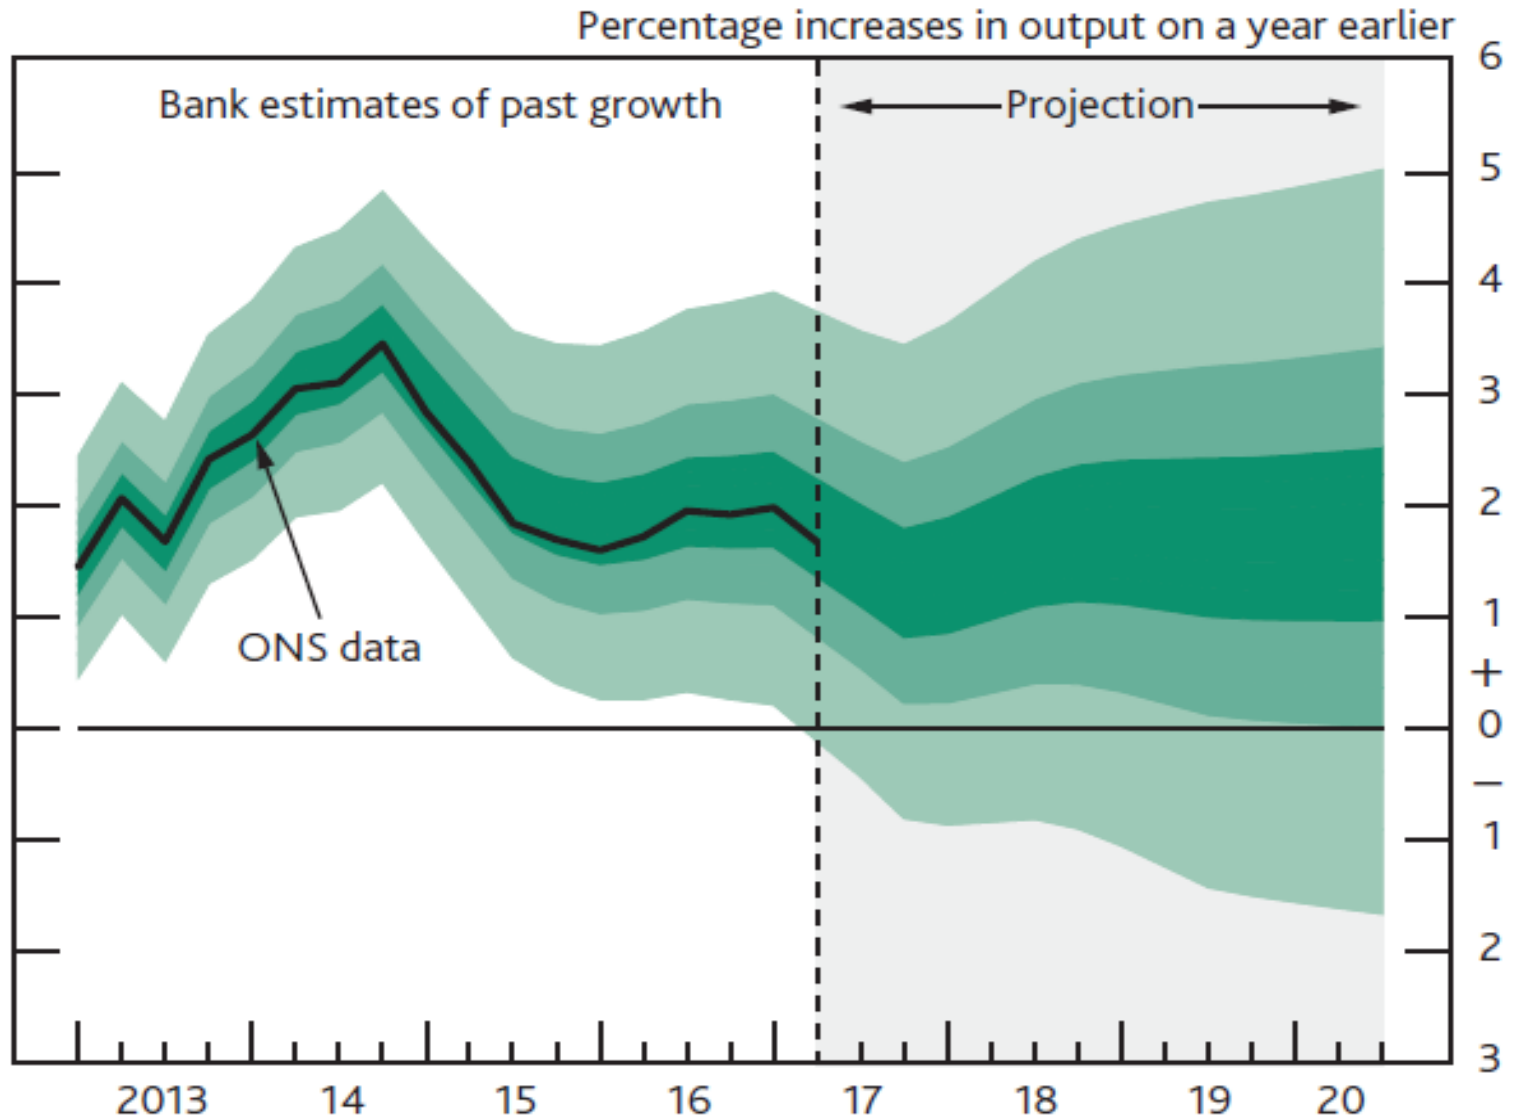 Percentage increases in output on a year earlier
Bank estimates of past growth
Projection
ONS data
6
5
4
3
2
1
+
0
–
1
2
3
2013 14 15 16 17 18 19 20